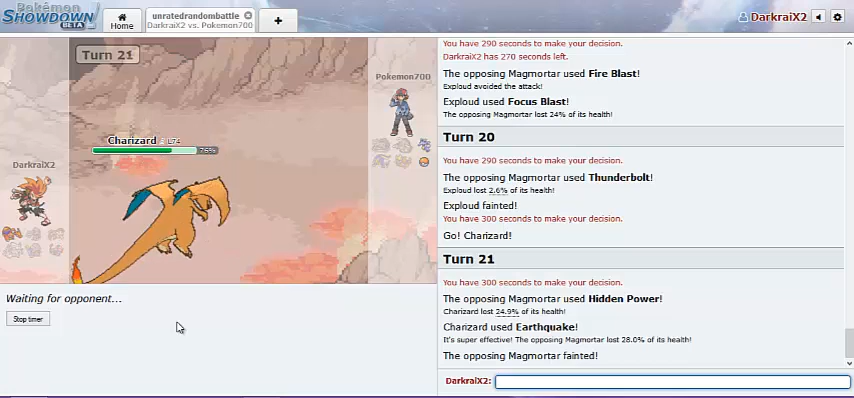 Pokémon
SHOWDOWN
BETA
Home
unratedrandombattle
DarkraiX2 vs. Pokemon700
+
DarkraiX2
Turn 21
Pokemon700
Charizard L74
76%
DarkraiX2
Waiting for opponent...
Stop timer
You have 290 seconds to make your decision.
DarkraiX2 has 270 seconds left.
The opposing Magmortar used Fire Blast!
Exploud avoided the attack!
Exploud used Focus Blast!
The opposing Magmortar lost 24% of its health!
Turn 20
You have 290 seconds to make your decision.
The opposing Magmortar used Thunderbolt!
Exploud lost 2.6% of its health!
Exploud fainted!
You have 300 seconds to make your decision.
Go! Charizard!
Turn 21
You have 300 seconds to make your decision.
The opposing Magmortar used Hidden Power!
Charizard lost 24.9% of its health!
Charizard used Earthquake!
It's super effective! The opposing Magmortar lost 28.0% of its health!
The opposing Magmortar fainted!
DarkraiX2: